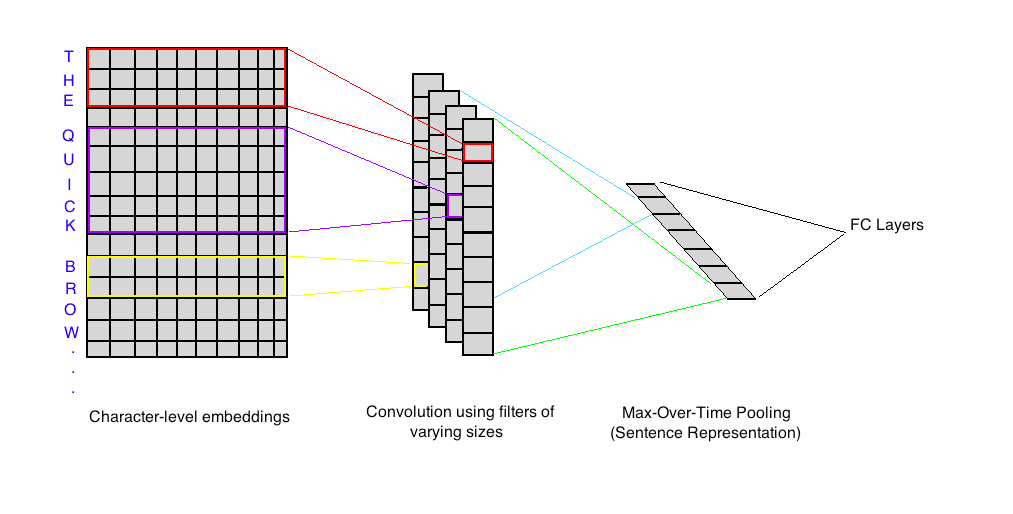 T
H
E
Q
U
I
C
K
B
R
O
W
.
.
.
FC Layers
Character-level embeddings
Convolution using filters of
varying sizes
Max-Over-Time Pooling
(Sentence Representation)